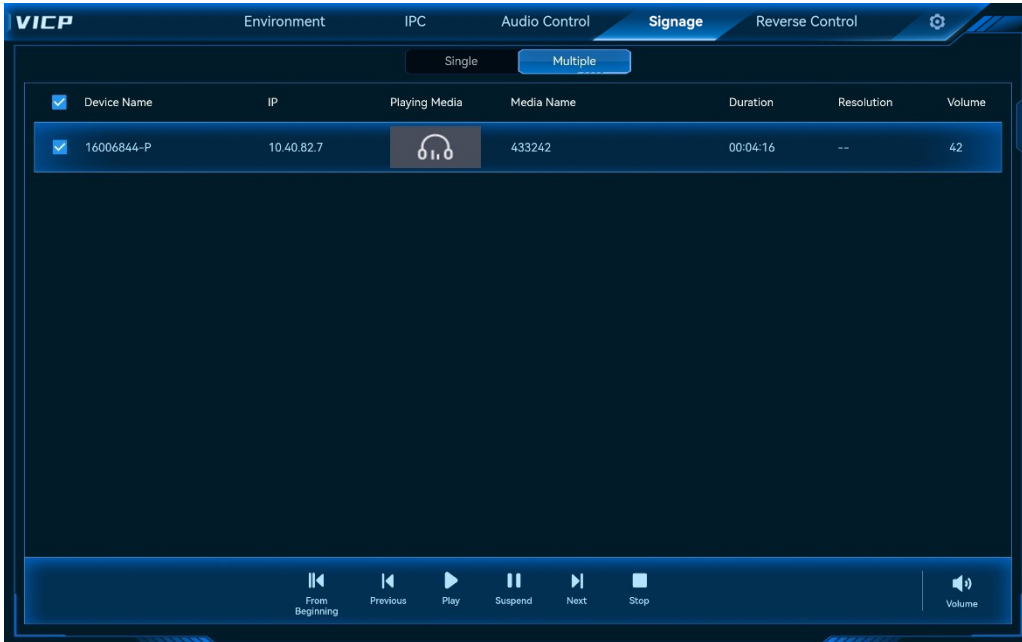 VICP Environment IPC Audio Control Signage Reverse Control
Single Multiple
Device Name IP Playing Media Media Name Duration Resolution Volume
16006844-P 10.40.82.7 433242 00:04:16 -- 42
From Beginning Previous Play Suspend Next Stop Volume